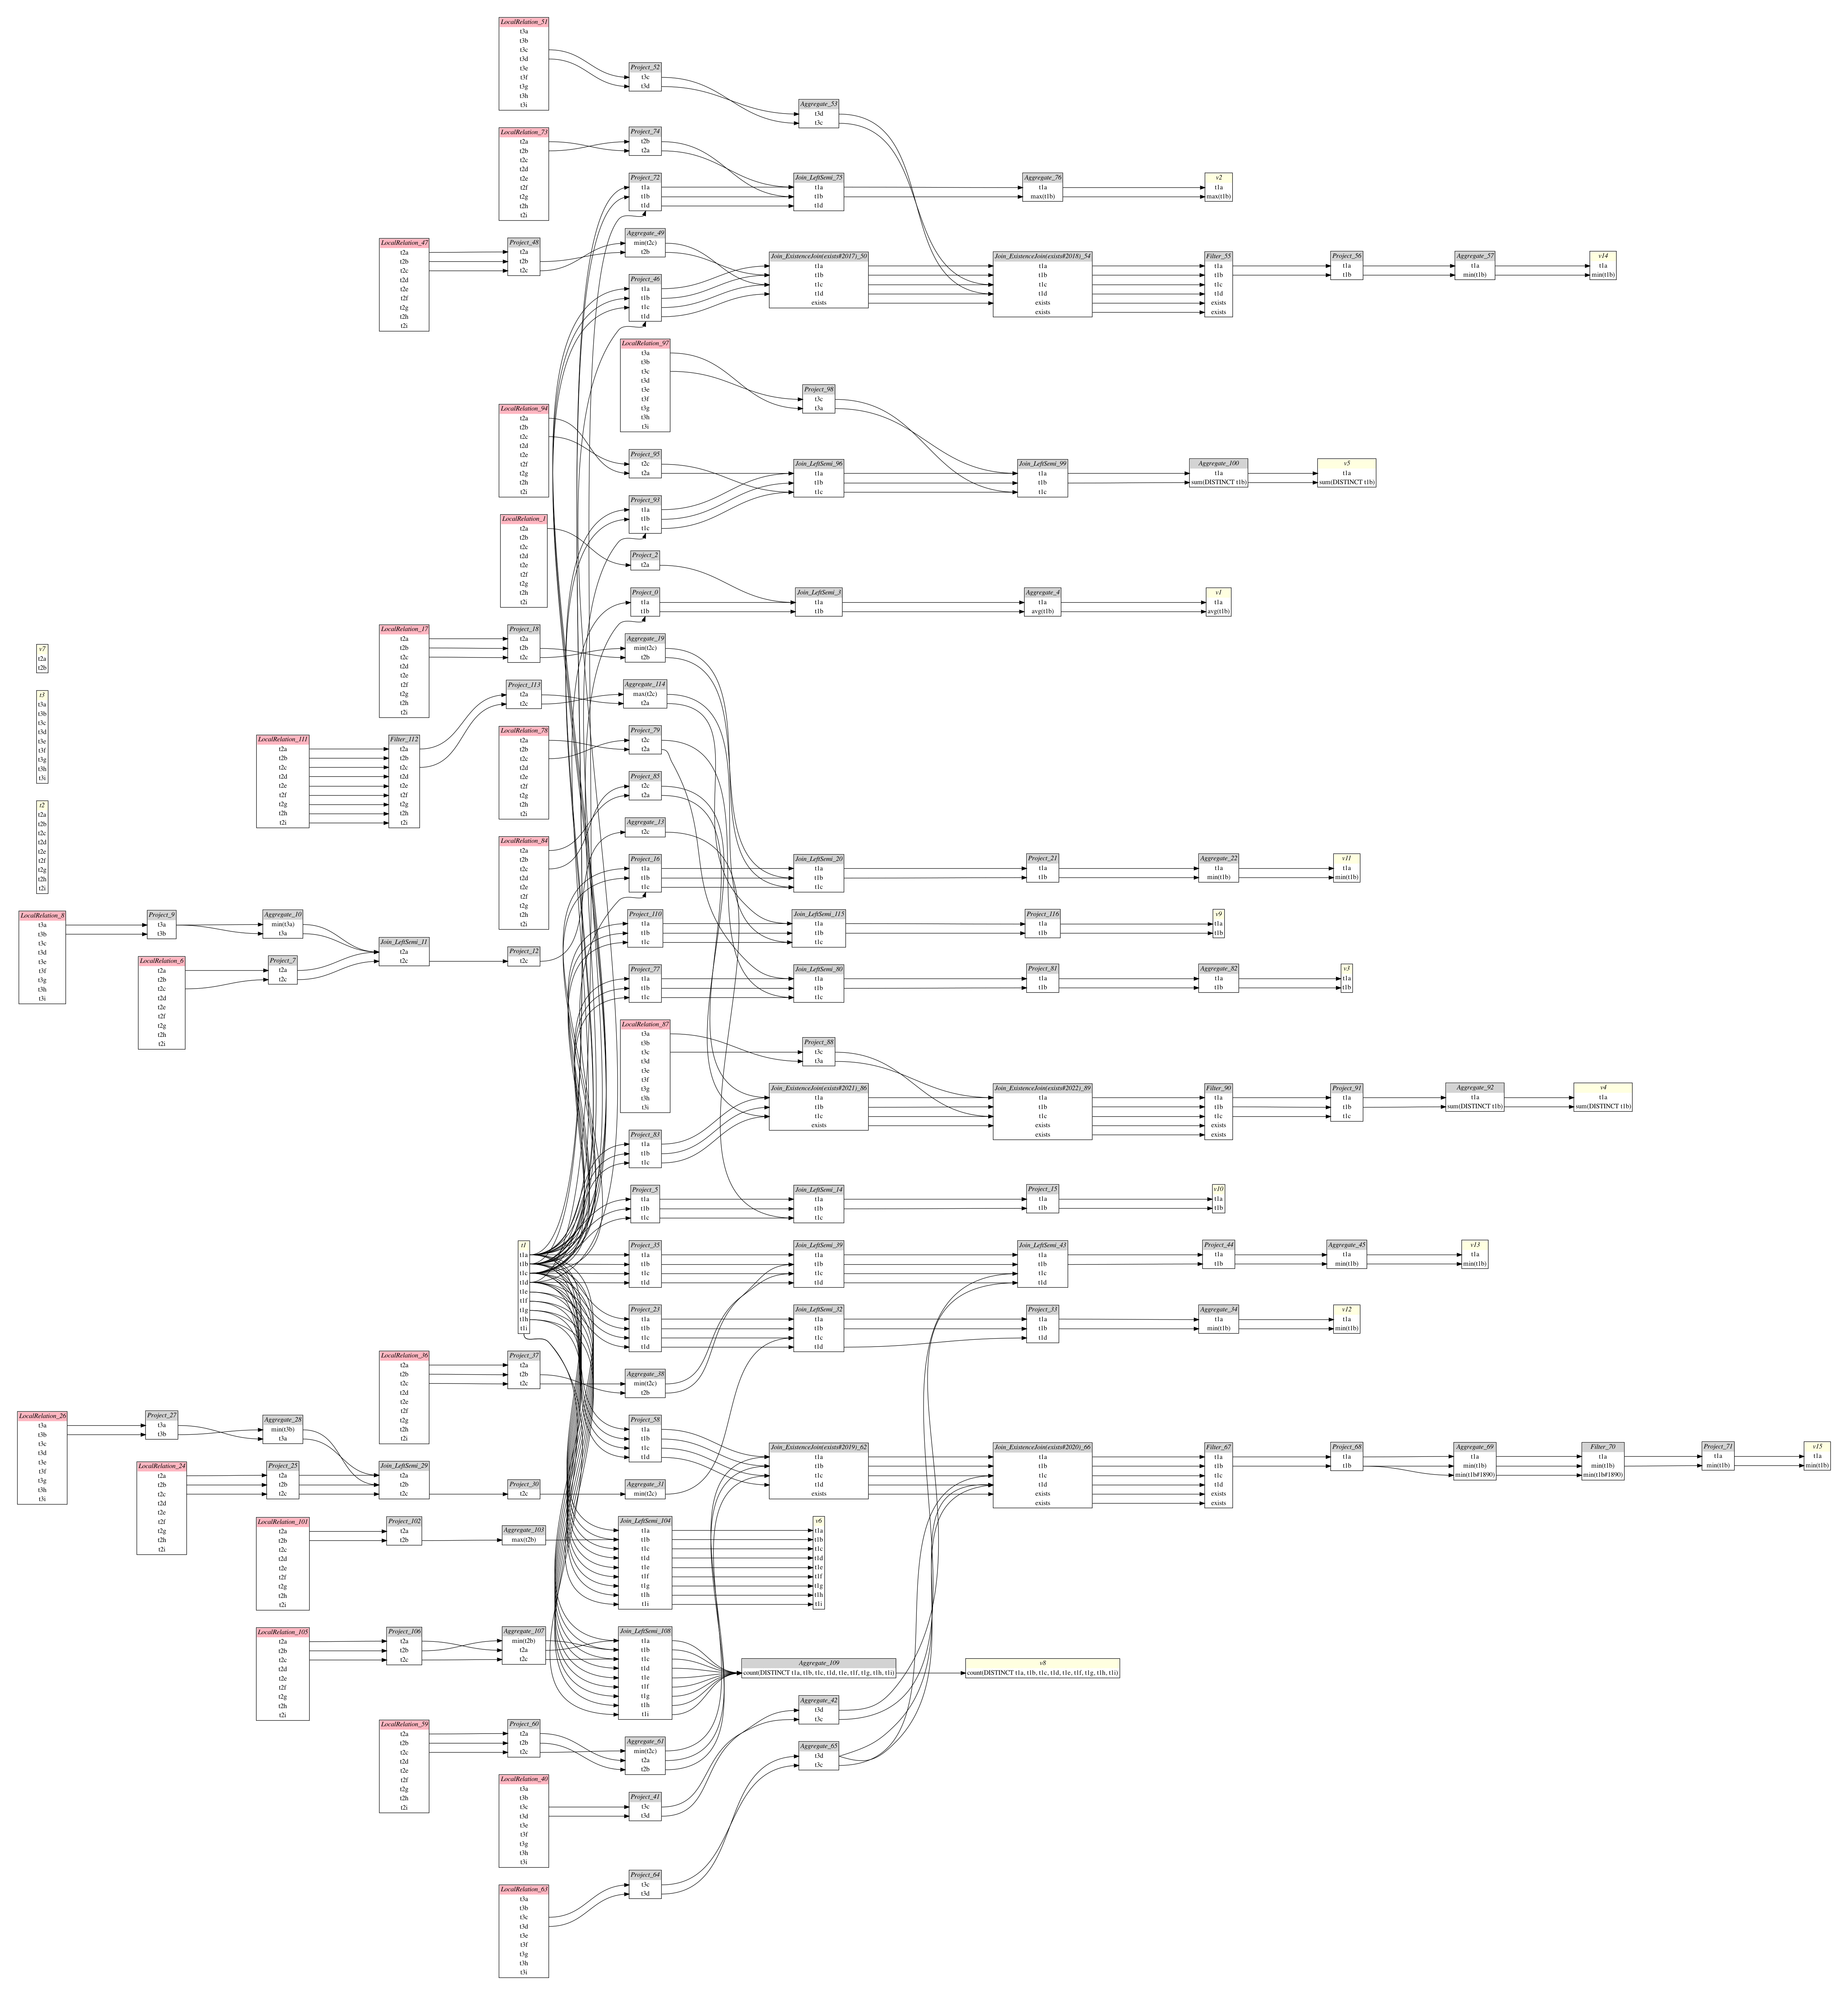 LocalRelation_51
t3a
t3b
t3c
t3d
t3e
t3f
t3g
t3h
t3i
Project_52
t3c
t3d
Aggregate_53
t3d
t3c
LocalRelation_73
t2a
t2b
t2c
t2d
t2e
t2f
t2g
t2h
t2i
Project_74
t2b
t2a
Project_72
t1a
t1b
t1d
Join_LeftSemi_75
t1a
t1b
t1d
Aggregate_76
t1a
max(t1b)
v2
t1a
max(t1b)
LocalRelation_47
t2a
t2b
t2c
t2d
t2e
t2f
t2g
t2h
t2i
Project_48
t2a
t2b
t2c
Aggregate_49
min(t2c)
t2b
Project_46
t1a
t1b
t1c
t1d
Join_ExistenceJoin(exists#2017)_50
t1a
t1b
t1c
t1d
exists
Join_ExistenceJoin(exists#2018)_54
t1a
t1b
t1c
t1d
exists
exists
Filter_55
t1a
t1b
t1c
t1d
exists
exists
Project_56
t1a
t1b
Aggregate_57
t1a
min(t1b)
v14
t1a
min(t1b)
LocalRelation_97
t3a
t3b
t3c
t3d
t3e
t3f
t3g
t3h
t3i
Project_98
t3c
t3a
LocalRelation_94
t2a
t2b
t2c
t2d
t2e
t2f
t2g
t2h
t2i
Project_95
t2c
t2a
Project_93
t1a
t1b
t1c
Join_LeftSemi_96
t1a
t1b
t1c
Join_LeftSemi_99
t1a
t1b
t1c
Aggregate_100
t1a
sum(DISTINCT t1b)
v5
t1a
sum(DISTINCT t1b)
LocalRelation_1
t2a
t2b
t2c
t2d
t2e
t2f
t2g
t2h
t2i
Project_2
t2a
Project_0
t1a
t1b
Join_LeftSemi_3
t1a
t1b
Aggregate_4
t1a
avg(t1b)
v1
t1a
avg(t1b)
v7
t2a
t2b
t3
t3a
t3b
t3c
t3d
t3e
t3f
t3g
t3h
t3i
t2
t2a
t2b
t2c
t2d
t2e
t2f
t2g
t2h
t2i
LocalRelation_17
t2a
t2b
t2c
t2d
t2e
t2f
t2g
t2h
t2i
Project_18
t2a
t2b
t2c
Aggregate_19
min(t2c)
t2b
LocalRelation_111
t2a
t2b
t2c
t2d
t2e
t2f
t2g
t2h
t2i
Filter_112
t2a
t2b
t2c
t2d
t2e
t2f
t2g
t2h
t2i
Project_113
t2a
t2c
Aggregate_114
max(t2c)
t2a
LocalRelation_78
t2a
t2b
t2c
t2d
t2e
t2f
t2g
t2h
t2i
Project_79
t2c
t2a
Project_85
t2c
t2a
Aggregate_13
t2c
LocalRelation_84
t2a
t2b
t2c
t2d
t2e
t2f
t2g
t2h
t2i
Project_16
t1a
t1b
t1c
Join_LeftSemi_20
t1a
t1b
t1c
Project_21
t1a
t1b
Aggregate_22
t1a
min(t1b)
v11
t1a
min(t1b)
LocalRelation_8
t3a
t3b
t3c
t3d
t3e
t3f
t3g
t3h
t3i
Project_9
t3a
t3b
Aggregate_10
min(t3a)
t3a
LocalRelation_6
t2a
t2b
t2c
t2d
t2e
t2f
t2g
t2h
t2i
Project_7
t2a
t2c
Join_LeftSemi_11
t2a
t2c
Project_12
t2c
Project_110
t1a
t1b
t1c
Join_LeftSemi_115
t1a
t1b
t1c
Project_116
t1a
t1b
v9
t1a
t1b
Project_77
t1a
t1b
t1c
Join_LeftSemi_80
t1a
t1b
t1c
Project_81
t1a
t1b
Aggregate_82
t1a
t1b
v3
t1a
t1b
LocalRelation_87
t3a
t3b
t3c
t3d
t3e
t3f
t3g
t3h
t3i
Project_88
t3c
t3a
Project_83
t1a
t1b
t1c
Join_ExistenceJoin(exists#2021)_86
t1a
t1b
t1c
exists
Join_ExistenceJoin(exists#2022)_89
t1a
t1b
t1c
exists
exists
Filter_90
t1a
t1b
t1c
exists
exists
Project_91
t1a
t1b
t1c
Aggregate_92
t1a
sum(DISTINCT t1b)
v4
t1a
sum(DISTINCT t1b)
Project_5
t1a
t1b
t1c
Join_LeftSemi_14
t1a
t1b
t1c
Project_15
t1a
t1b
v10
t1a
t1b
t1
t1a
t1b
t1c
t1d
t1e
t1f
t1g
t1h
t1i
Project_35
t1a
t1b
t1c
t1d
Join_LeftSemi_39
t1a
t1b
t1c
t1d
Join_LeftSemi_43
t1a
t1b
t1c
t1d
Project_44
t1a
t1b
Aggregate_45
t1a
min(t1b)
v13
t1a
min(t1b)
Project_23
t1a
t1b
t1c
t1d
Join_LeftSemi_32
t1a
t1b
t1c
t1d
Project_33
t1a
t1b
t1d
Aggregate_34
t1a
min(t1b)
v12
t1a
min(t1b)
LocalRelation_36
t2a
t2b
t2c
t2d
t2e
t2f
t2g
t2h
t2i
Project_37
t2a
t2b
t2c
Aggregate_38
min(t2c)
t2b
LocalRelation_26
t3a
t3b
t3c
t3d
t3e
t3f
t3g
t3h
t3i
Project_27
t3a
t3b
Aggregate_28
min(t3b)
t3a
LocalRelation_24
t2a
t2b
t2c
t2d
t2e
t2f
t2g
t2h
t2i
Project_25
t2a
t2b
t2c
Join_LeftSemi_29
t2a
t2b
t2c
Project_30
t2c
Aggregate_31
min(t2c)
Project_58
t1a
t1b
t1c
t1d
Join_ExistenceJoin(exists#2019)_62
t1a
t1b
t1c
t1d
exists
Join_ExistenceJoin(exists#2020)_66
t1a
t1b
t1c
t1d
exists
exists
Filter_67
t1a
t1b
t1c
t1d
exists
exists
Project_68
t1a
t1b
Aggregate_69
t1a
min(t1b)
min(t1b#1890)
Filter_70
t1a
min(t1b)
min(t1b#1890)
Project_71
t1a
min(t1b)
v15
t1a
min(t1b)
LocalRelation_101
t2a
t2b
t2c
t2d
t2e
t2f
t2g
t2h
t2i
Project_102
t2a
t2b
Aggregate_103
max(t2b)
Join_LeftSemi_104
t1a
t1b
t1c
t1d
t1e
t1f
t1g
t1h
t1i
v6
t1a
t1b
t1c
t1d
t1e
t1f
t1g
t1h
t1i
LocalRelation_105
t2a
t2b
t2c
t2d
t2e
t2f
t2g
t2h
t2i
Project_106
t2a
t2b
t2c
Aggregate_107
min(t2b)
t2a
t2c
Join_LeftSemi_108
t1a
t1b
t1c
t1d
t1e
t1f
t1g
t1h
t1i
Aggregate_109
count(DISTINCT t1a, t1b, t1c, t1d, t1e, t1f, t1g, t1h, t1i)
v8
count(DISTINCT t1a, t1b, t1c, t1d, t1e, t1f, t1g, t1h, t1i)
Aggregate_42
t3d
t3c
LocalRelation_59
t2a
t2b
t2c
t2d
t2e
t2f
t2g
t2h
t2i
Project_60
t2a
t2b
t2c
Aggregate_61
min(t2c)
t2a
t2b
Aggregate_65
t3d
t3c
LocalRelation_40
t3a
t3b
t3c
t3d
t3e
t3f
t3g
t3h
t3i
Project_41
t3c
t3d
Project_64
t3c
t3d
LocalRelation_63
t3a
t3b
t3c
t3d
t3e
t3f
t3g
t3h
t3i